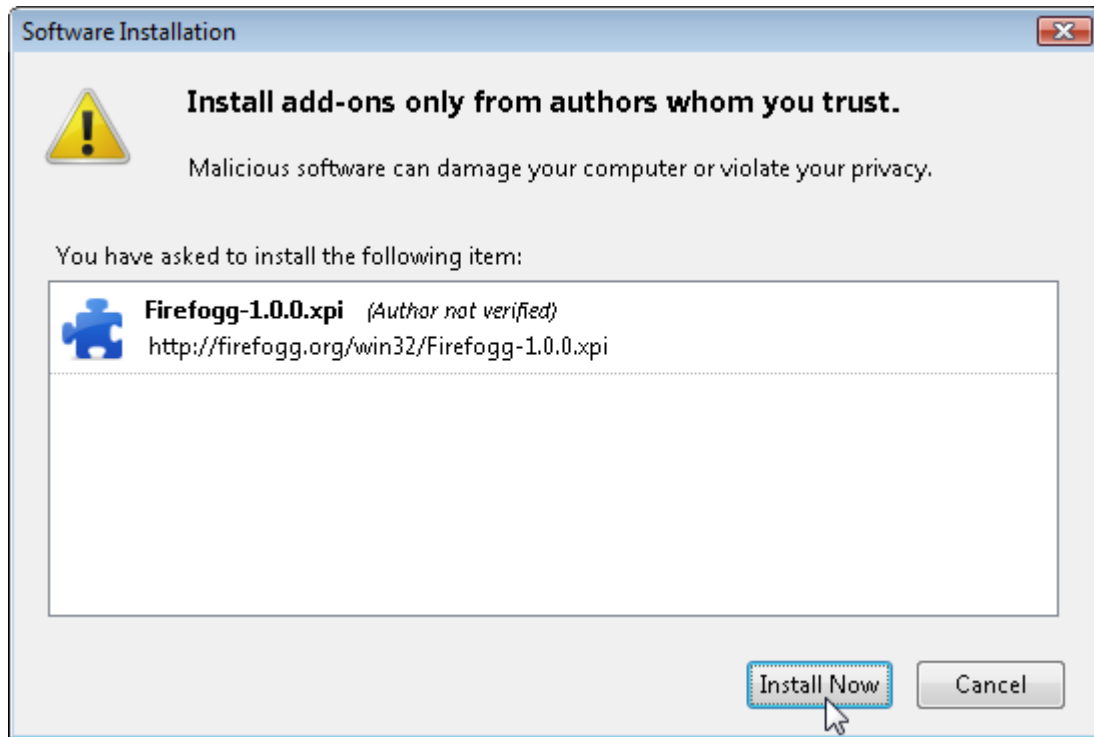 Software Installation
Install add-ons only from authors whom you trust.
Malicious software can damage your computer or violate your privacy.
You have asked to install the following item:
Firefogg-1.0.0.xpi (Author not verified)
http://firefogg.org/win32/Firefogg-1.0.0.xpi
Install Now Cancel